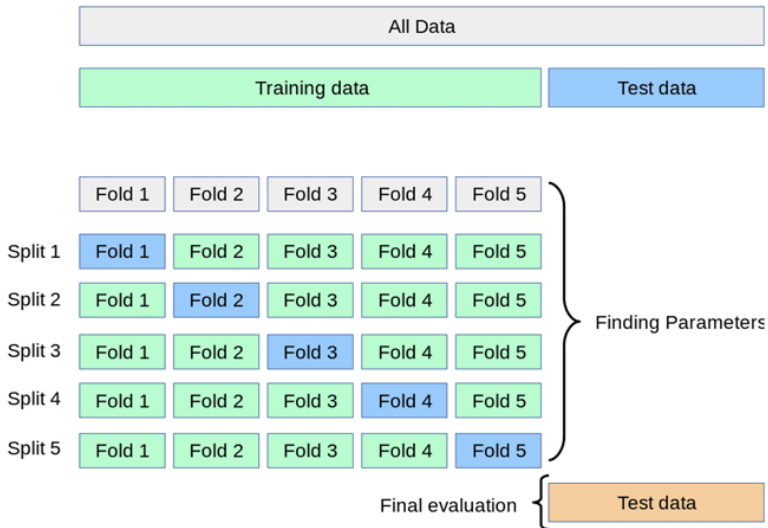 All Data
Training data Test data
Fold 1 Fold 2 Fold 3 Fold 4 Fold 5
Split 1 Fold 1 Fold 2 Fold 3 Fold 4 Fold 5
Split 2 Fold 1 Fold 2 Fold 3 Fold 4 Fold 5
Finding Parameters
Split 3 Fold 1 Fold 2 Fold 3 Fold 4 Fold 5
Split 4 Fold 1 Fold 2 Fold 3 Fold 4 Fold 5
Split 5 Fold 1 Fold 2 Fold 3 Fold 4 Fold 5
Final evaluation Test data